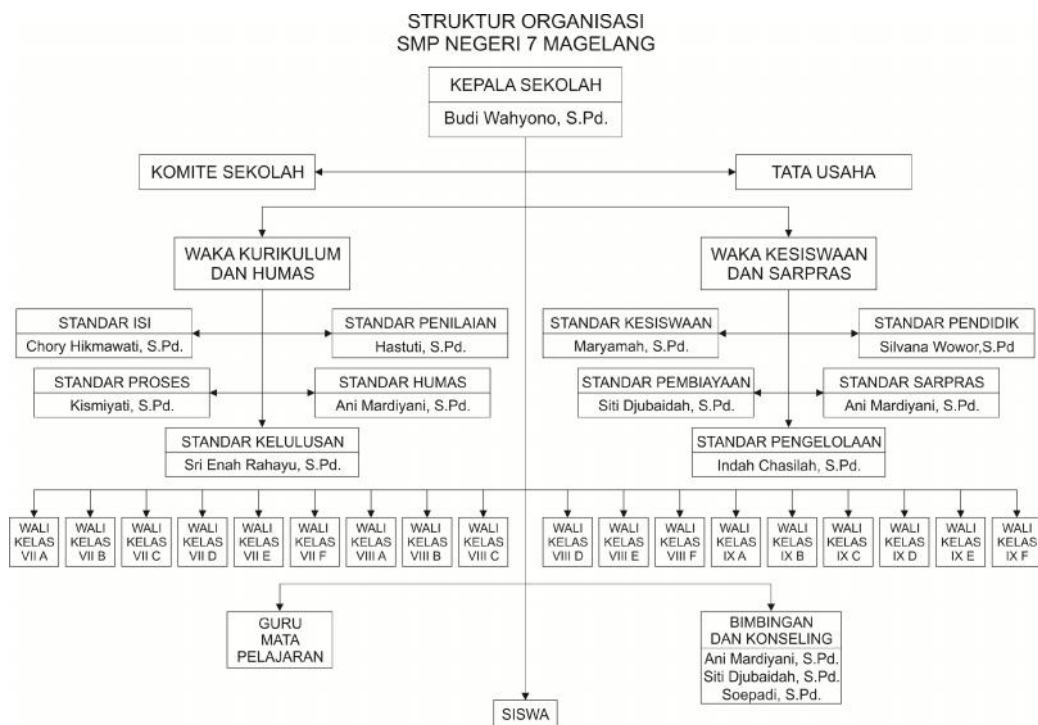 STRUKTUR ORGANISASI
SMP NEGERI 7 MAGELANG
KEPALA SEKOLAH
Budi Wahyono, S.Pd.
KOMITE SEKOLAH
TATA USAHA
WAKA KURIKULUM
DAN HUMAS
WAKA KESISWAAN
DAN SARPRAS
STANDAR ISI
Chory Hikmawati, S.Pd.
STANDAR PENILAIAN
Hastuti, S.Pd.
STANDAR KESISWAAN
Maryamah, S.Pd.
STANDAR PENDIDIK
Silvana Wowor,S.Pd
STANDAR PROSES
Kismiyati, S.Pd.
STANDAR HUMAS
Ani Mardiyani, S.Pd.
STANDAR PEMBIAYAAN
Siti Djubaidah, S.Pd.
STANDAR SARPRAS
Ani Mardiyani, S.Pd.
STANDAR KELULUSAN
Sri Enah Rahayu, S.Pd.
STANDAR PENGELOLAAN
Indah Chasilah, S.Pd.
WALI
KELAS
VII A
WALI
KELAS
VII B
WALI
KELAS
VII C
WALI
KELAS
VII D
WALI
KELAS
VII E
WALI
KELAS
VII F
WALI
KELAS
VIII A
WALI
KELAS
VIII B
WALI
KELAS
VIII C
WALI
KELAS
VIII D
WALI
KELAS
VIII E
WALI
KELAS
VIII F
WALI
KELAS
IX A
WALI
KELAS
IX B
WALI
KELAS
IX C
WALI
KELAS
IX D
WALI
KELAS
IX E
WALI
KELAS
IX F
GURU
MATA
PELAJARAN
BIMBINGAN
DAN KONSELING
Ani Mardiyani, S.Pd.
Siti Djubaidah, S.Pd.
Soepadi, S.Pd.
SISWA